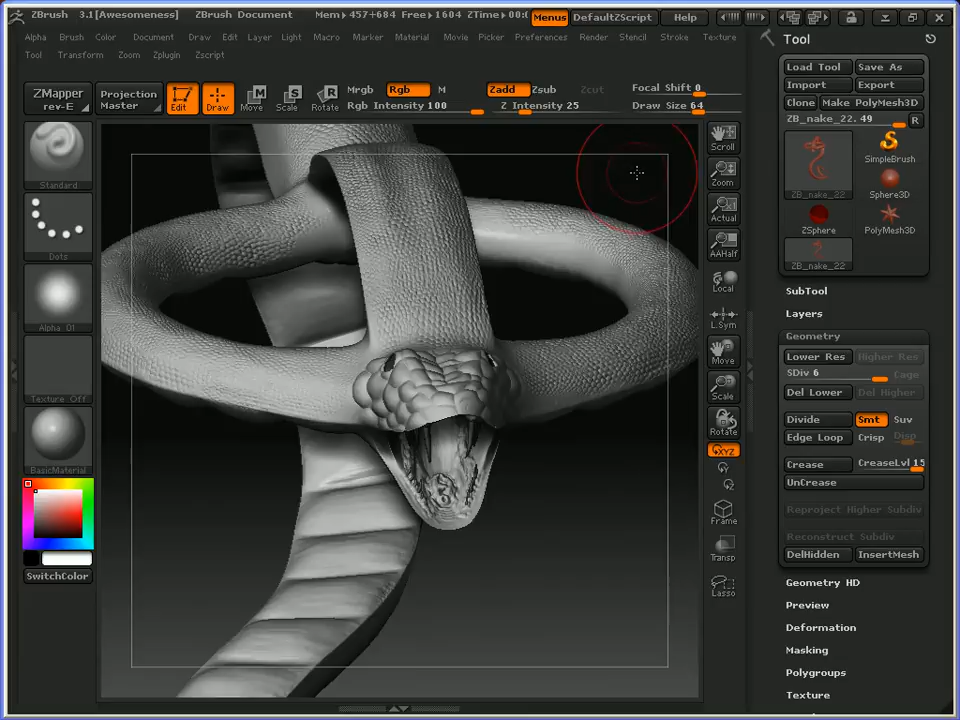 ZBrush 3.1[Awesomeness] ZBrush Document Mem▸457+684 Free▸1604 ZTime▸00:0 Menus DefaultZScript Help
Alpha Brush Color Document Draw Edit Layer Light Macro Marker Material Movie Picker Preferences Render Stencil Stroke Texture
Tool Transform Zoom Zplugin Zscript
Tool
Load Tool Save As
Import Export
Clone Make PolyMesh3D
ZB_nake_22. 49 R
ZMapper
rev-E
Projection
Master
Edit Draw Move Scale Rotate
Mrgb Rgb M
Rgb Intensity 100
Zadd Zsub Zcut
Z Intensity 25
Focal Shift 0
Draw Size 64
Standard
Dots
Alpha 01
Texture Off
BasicMaterial
SwitchColor
Scroll
Zoom
Actual
AAHalf
Local
L.Sym
Move
Scale
Rotate
XYZ
Frame
Transp
Lasso
SimpleBrush
ZB_nake_22 Sphere3D
ZSphere PolyMesh3D
ZB_nake_22
SubTool
Layers
Geometry
Lower Res Higher Res
SDiv 6 Cage
Del Lower Del Higher
Divide Smt Suv
Edge Loop Crisp Disp
Crease CreaseLvl 15
UnCrease
Reproject Higher Subdiv
Reconstruct Subdiv
DelHidden InsertMesh
Geometry HD
Preview
Deformation
Masking
Polygroups
Texture